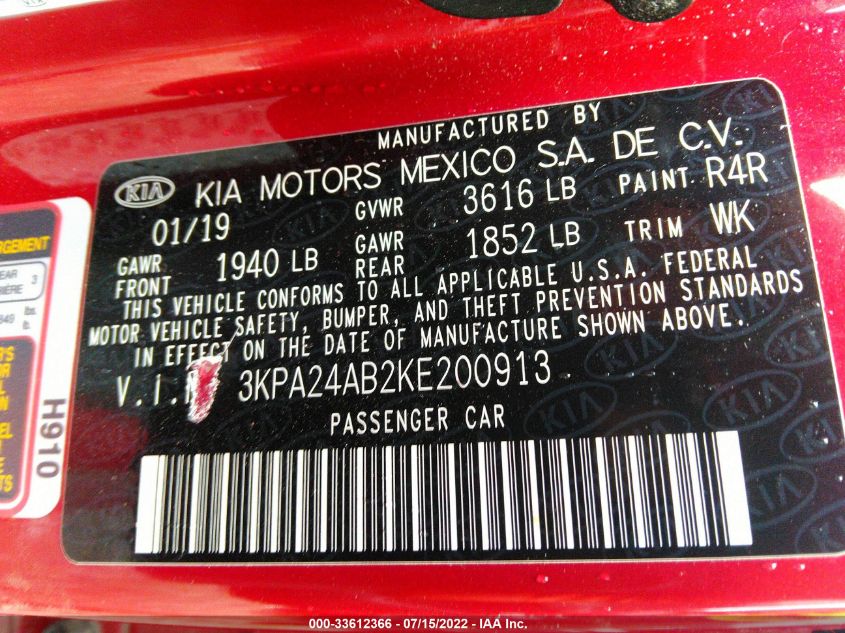 MANUFACTURED BY
KIA KIA MOTORS MEXICO S.A. DE C.V.
01/19 GVWR 3616 LB PAINT R4R
GAWR FRONT 1940 LB GAWR REAR 1852 LB TRIM WK
THIS VEHICLE CONFORMS TO ALL APPLICABLE U.S.A. FEDERAL
MOTOR VEHICLE SAFETY, BUMPER, AND THEFT PREVENTION STANDARDS
IN EFFECT ON THE DATE OF MANUFACTURE SHOWN ABOVE.
V.I.N 3KPA24AB2KE200913
PASSENGER CAR
H910
000-33612366 - 07/15/2022 - IAA Inc.